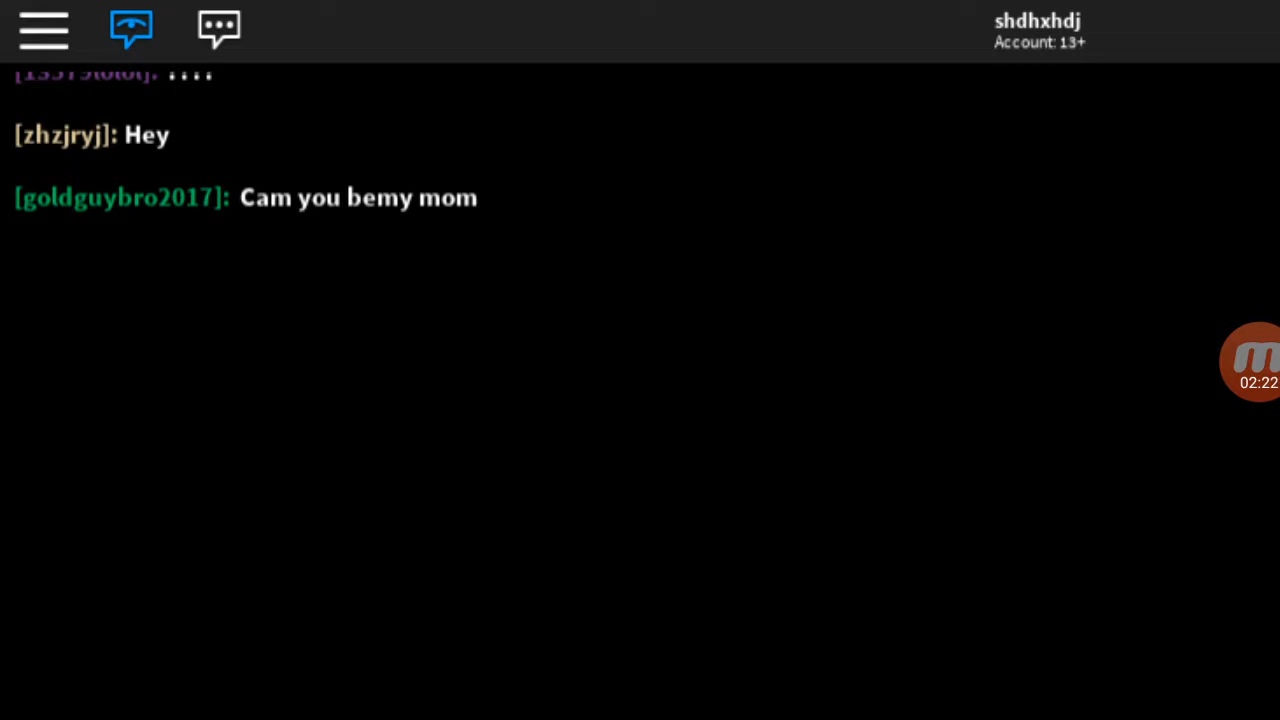 shdhxhdj
Account: 13+
....
[zhzjryj]: Hey
[goldguybro2017]: Cam you bemy mom
02:22